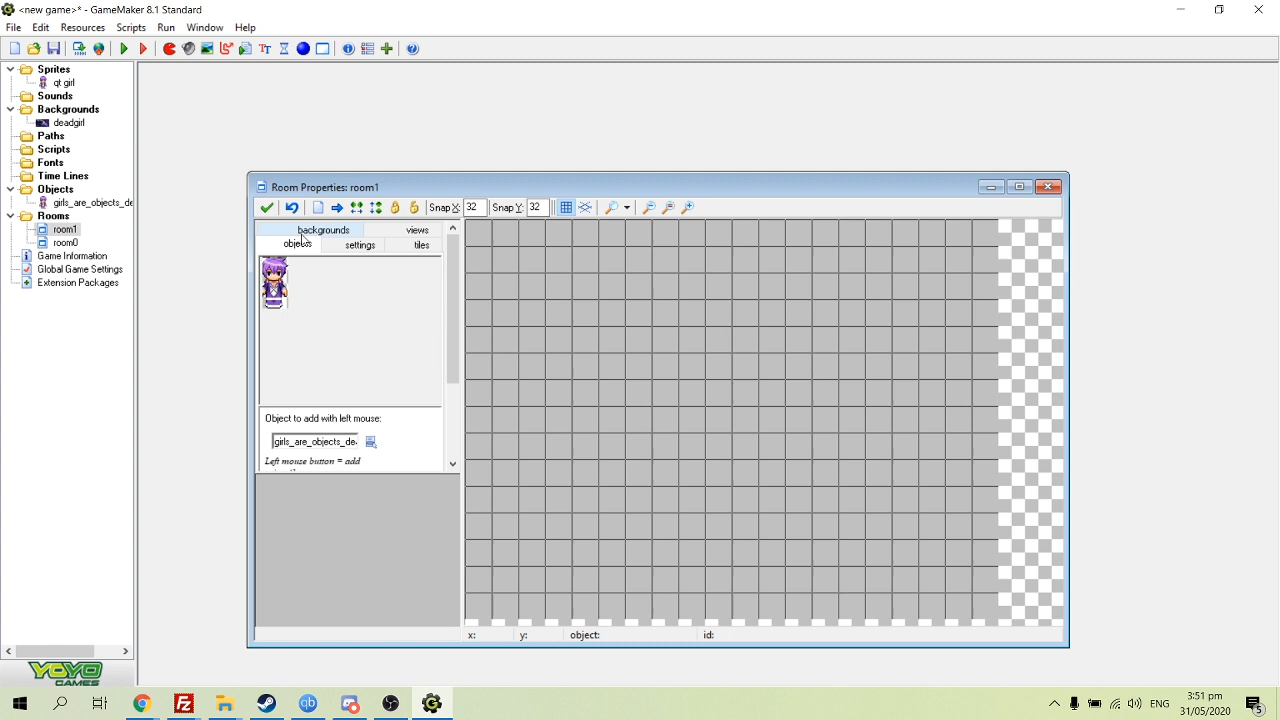 <new game>* - GameMaker 8.1 Standard
File Edit Resources Scripts Run Window Help
Sprites
qt girl
Sounds
Backgrounds
deadgirl
Paths
Scripts
Fonts
Time Lines
Objects
girls_are_objects_de
Rooms
room1
room0
Game Information
Global Game Settings
Extension Packages
YOYO
GAMES
Room Properties: room1
Snap X: 32 Snap Y: 32
backgrounds views
objects settings tiles
Object to add with left mouse:
girls_are_objects_de
Left mouse button = add
x: y: object: id:
ENG
3:51 pm
31/05/2020
5